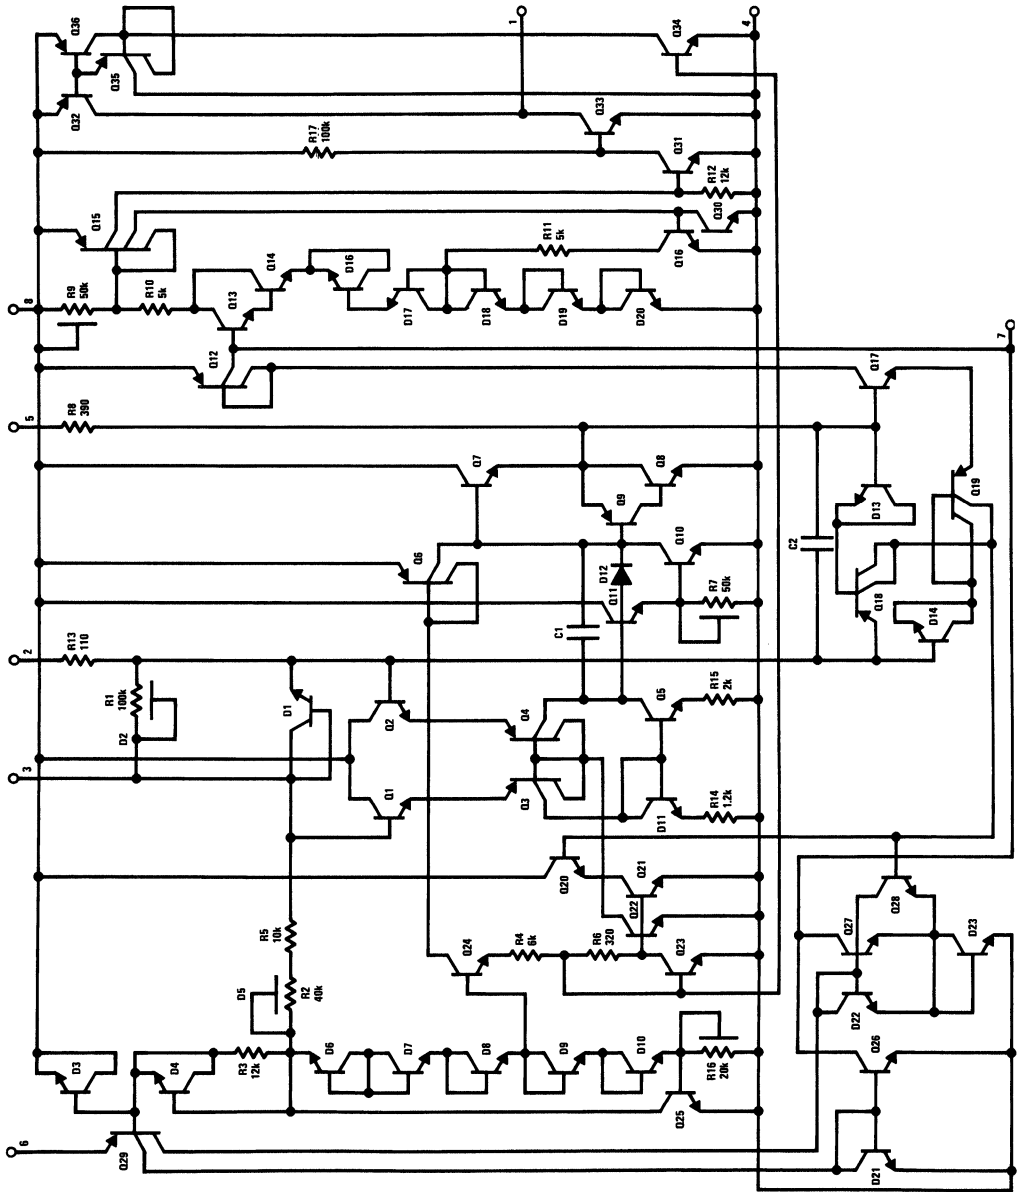 Q36
Q35
Q32
1
Q34
4
R17
100k
Q33
Q31
R12
12k
Q15
Q30
R11
5k
Q16
8
R9
50k
R10
5k
Q14
D16
Q13
D17
D18
D19
D20
Q12
7
Q17
5
R8
390
Q7
Q8
Q9
Q19
D13
Q6
Q10
C2
D12
Q11
R7
50k
Q18
D14
C1
2
R13
110
R1
100k
D2
D1
Q2
Q4
Q5
R15
2k
3
Q1
Q3
D11
R14
1.2k
Q20
Q21
Q22
R5
10k
Q24
R4
6k
R6
320
Q23
Q28
Q27
D23
D5
R2
40k
D22
D3
D4
R3
12k
D6
D7
D8
D9
D10
R16
20k
Q26
Q25
6
Q29
D21